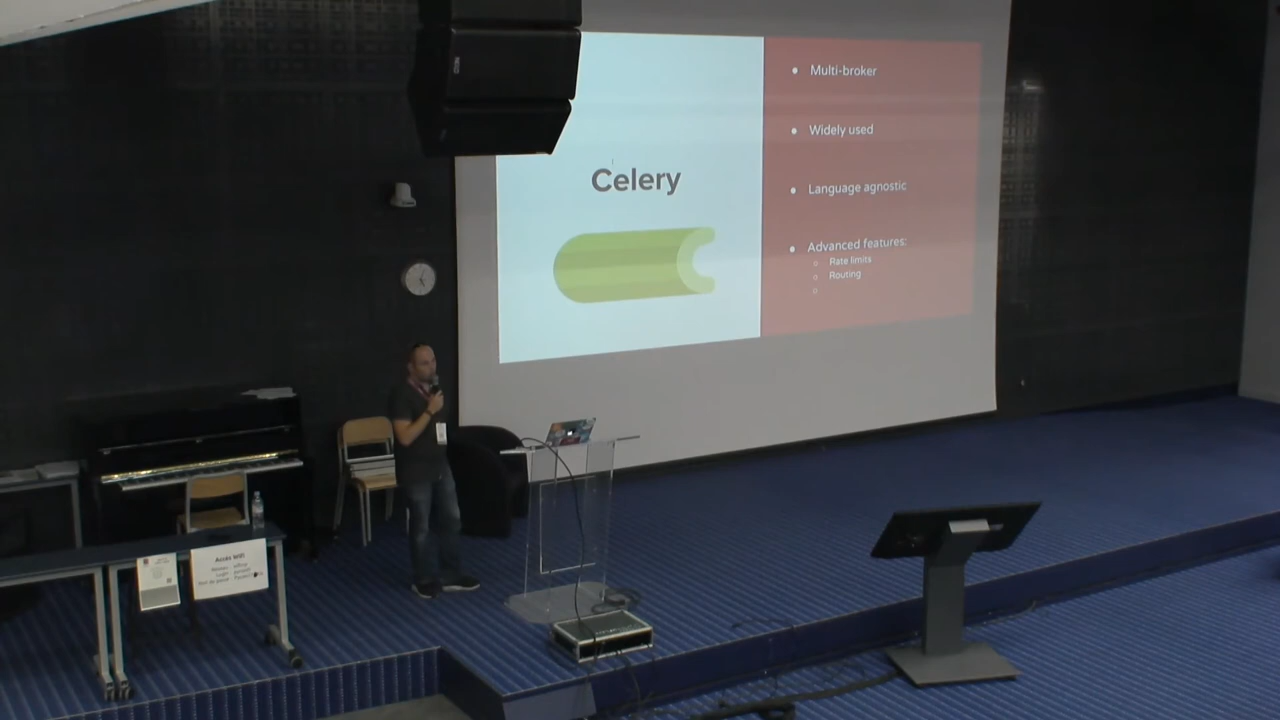 Celery
Multi-broker
Widely used
Language agnostic
Advanced features:
Rate limits
Routing
Accès Wifi